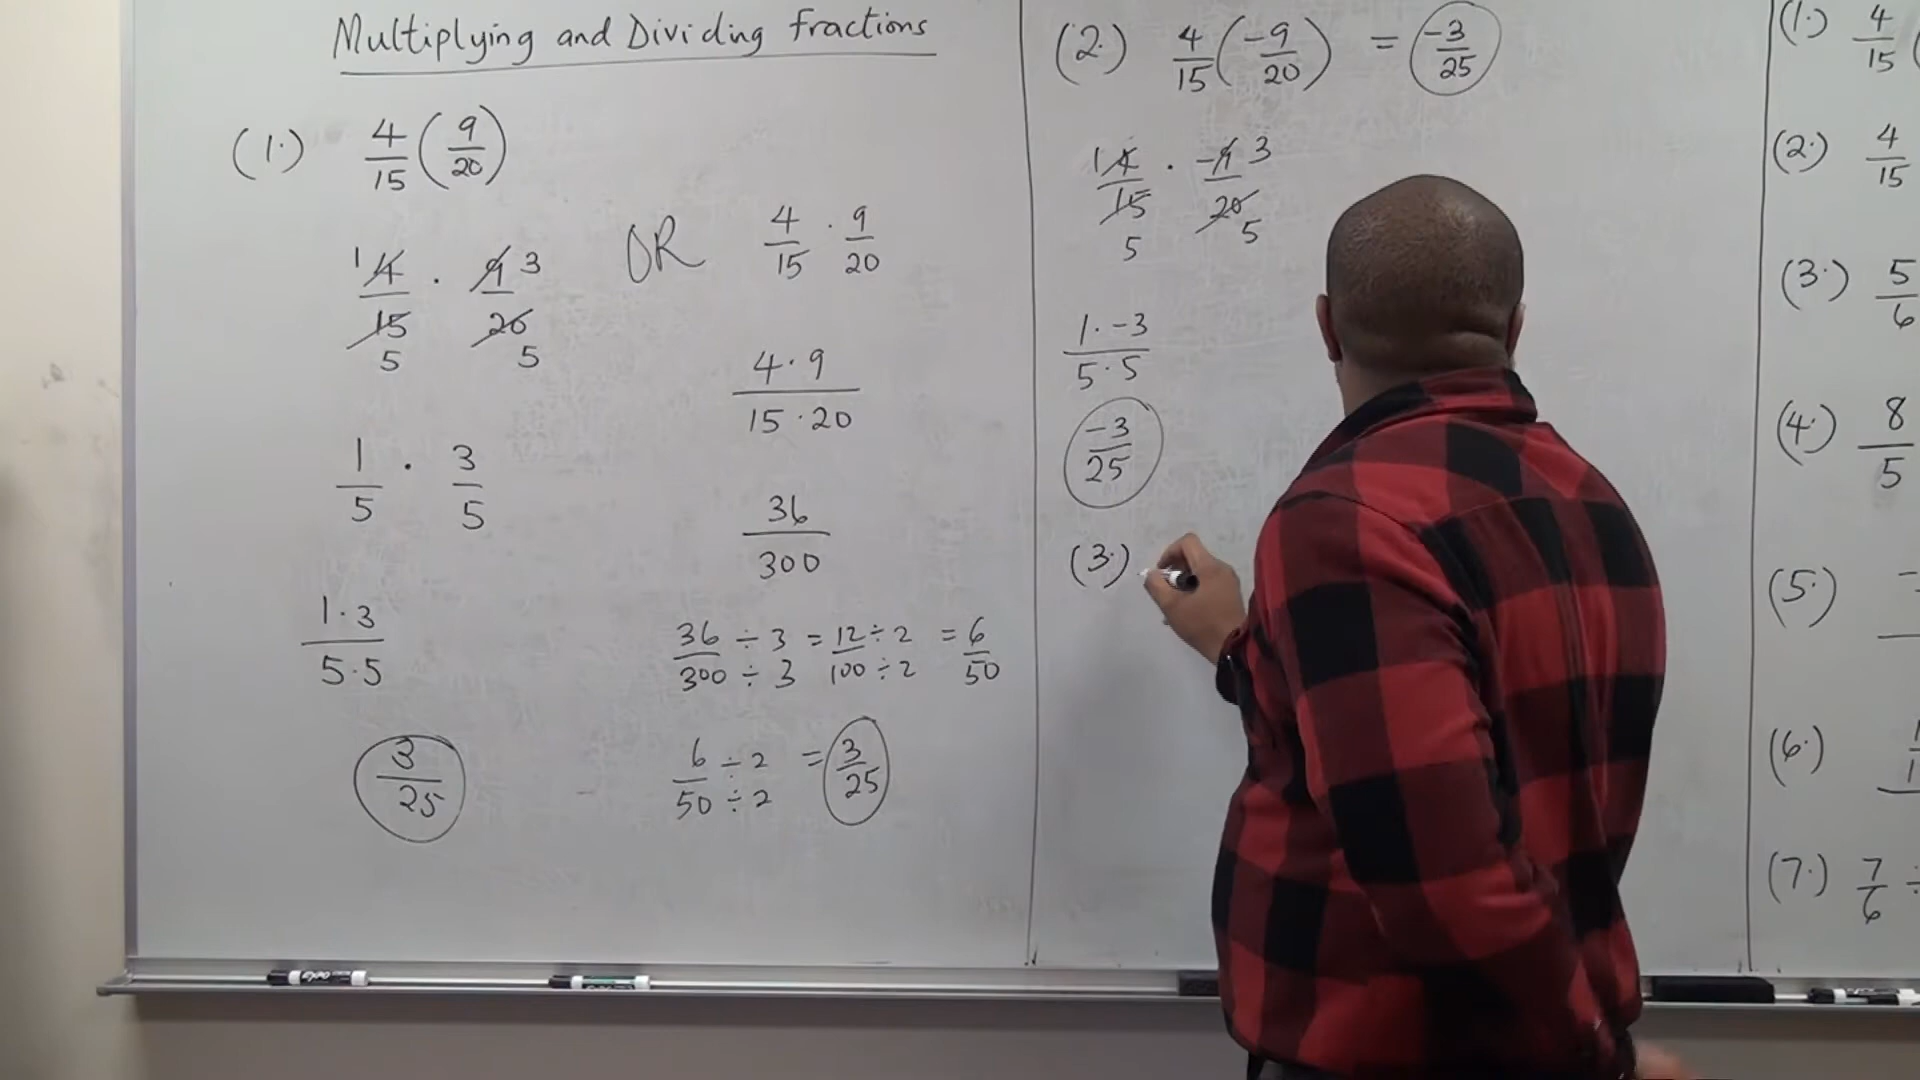 Multiplying and Dividing fractions
(1.) 4/15 (9/20)
1 4/15 5 · 9/20 3 5
1/5 · 3/5
1·3/5·5
3/25
OR 4/15 · 9/20
4·9/15·20
36/300
36/300 ÷ 3/÷ 3 = 12/100 ÷ 2/÷ 2 = 6/50
6/50 ÷ 2/÷ 2 = 3/25
(2.) 4/15 (-9/20) = -3/25
1 4/15 5 · -9/20 3 5
1·-3/5·5
-3/25
(3.)
(1.) 4/15 (
(2.) 4/15
(3.) 5/6
(4.) 8/5
(5.) -
(6.)
(7.) 7/6 ÷
EXPO